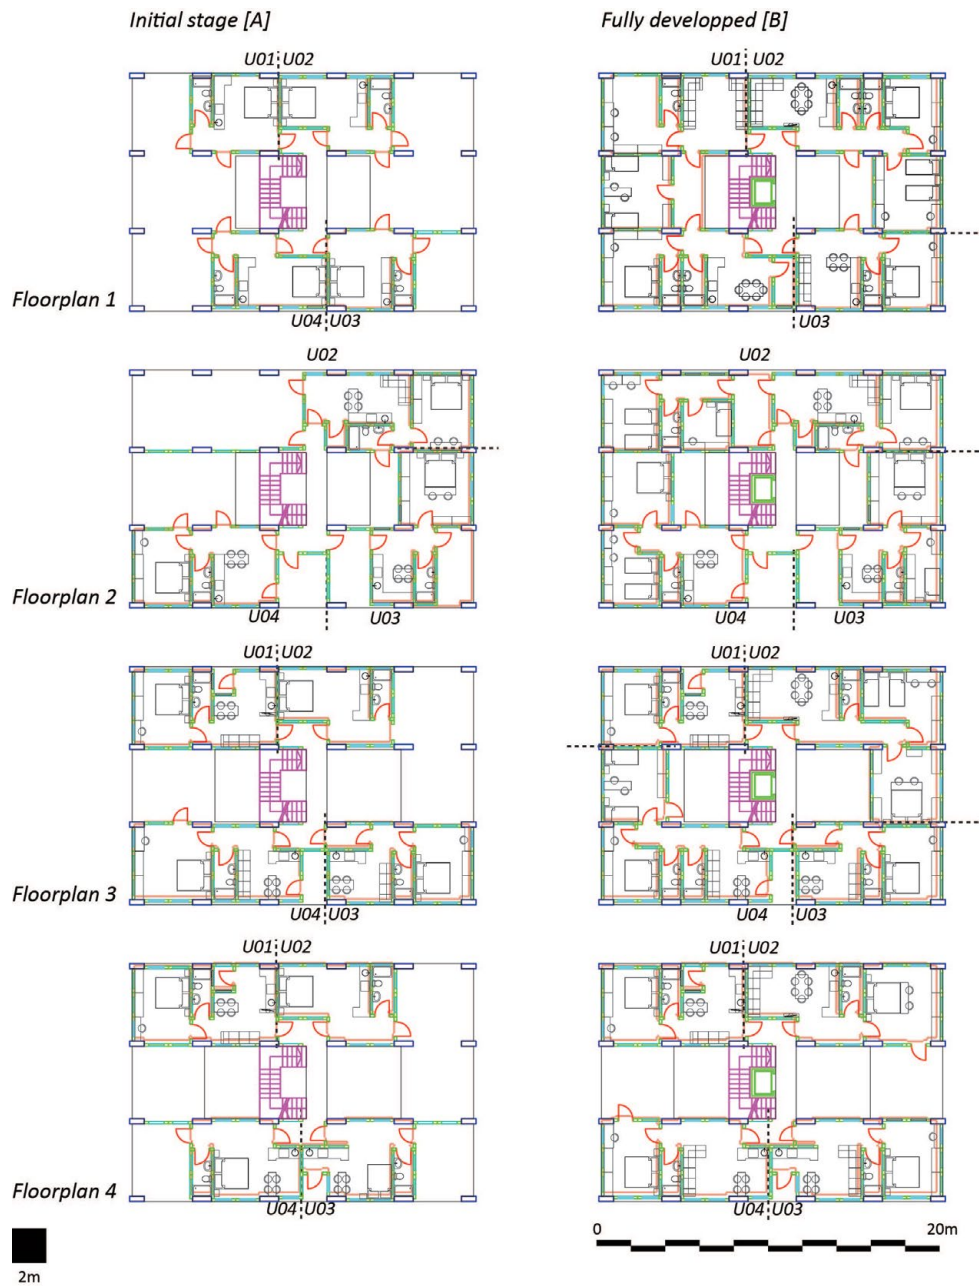 Initial stage [A]
Fully developped [B]
U01 U02
U01 U02
Floorplan 1
U04 U03
U03
U02
U02
Floorplan 2
U04 U03
U04 U03
U01 U02
U01 U02
Floorplan 3
U04 U03
U04 U03
U01 U02
U01 U02
Floorplan 4
U04 U03
U04 U03
0 20m
2m